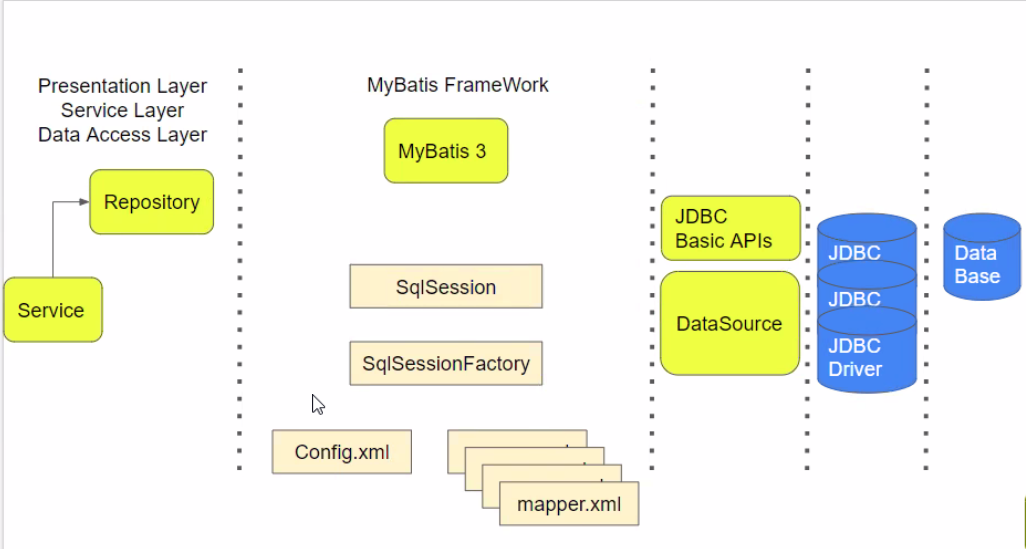 Presentation Layer
Service Layer
Data Access Layer
Repository
Service
MyBatis FrameWork
MyBatis 3
SqlSession
SqlSessionFactory
Config.xml
mapper.xml
JDBC
Basic APIs
DataSource
JDBC
JDBC
JDBC
Driver
Data
Base